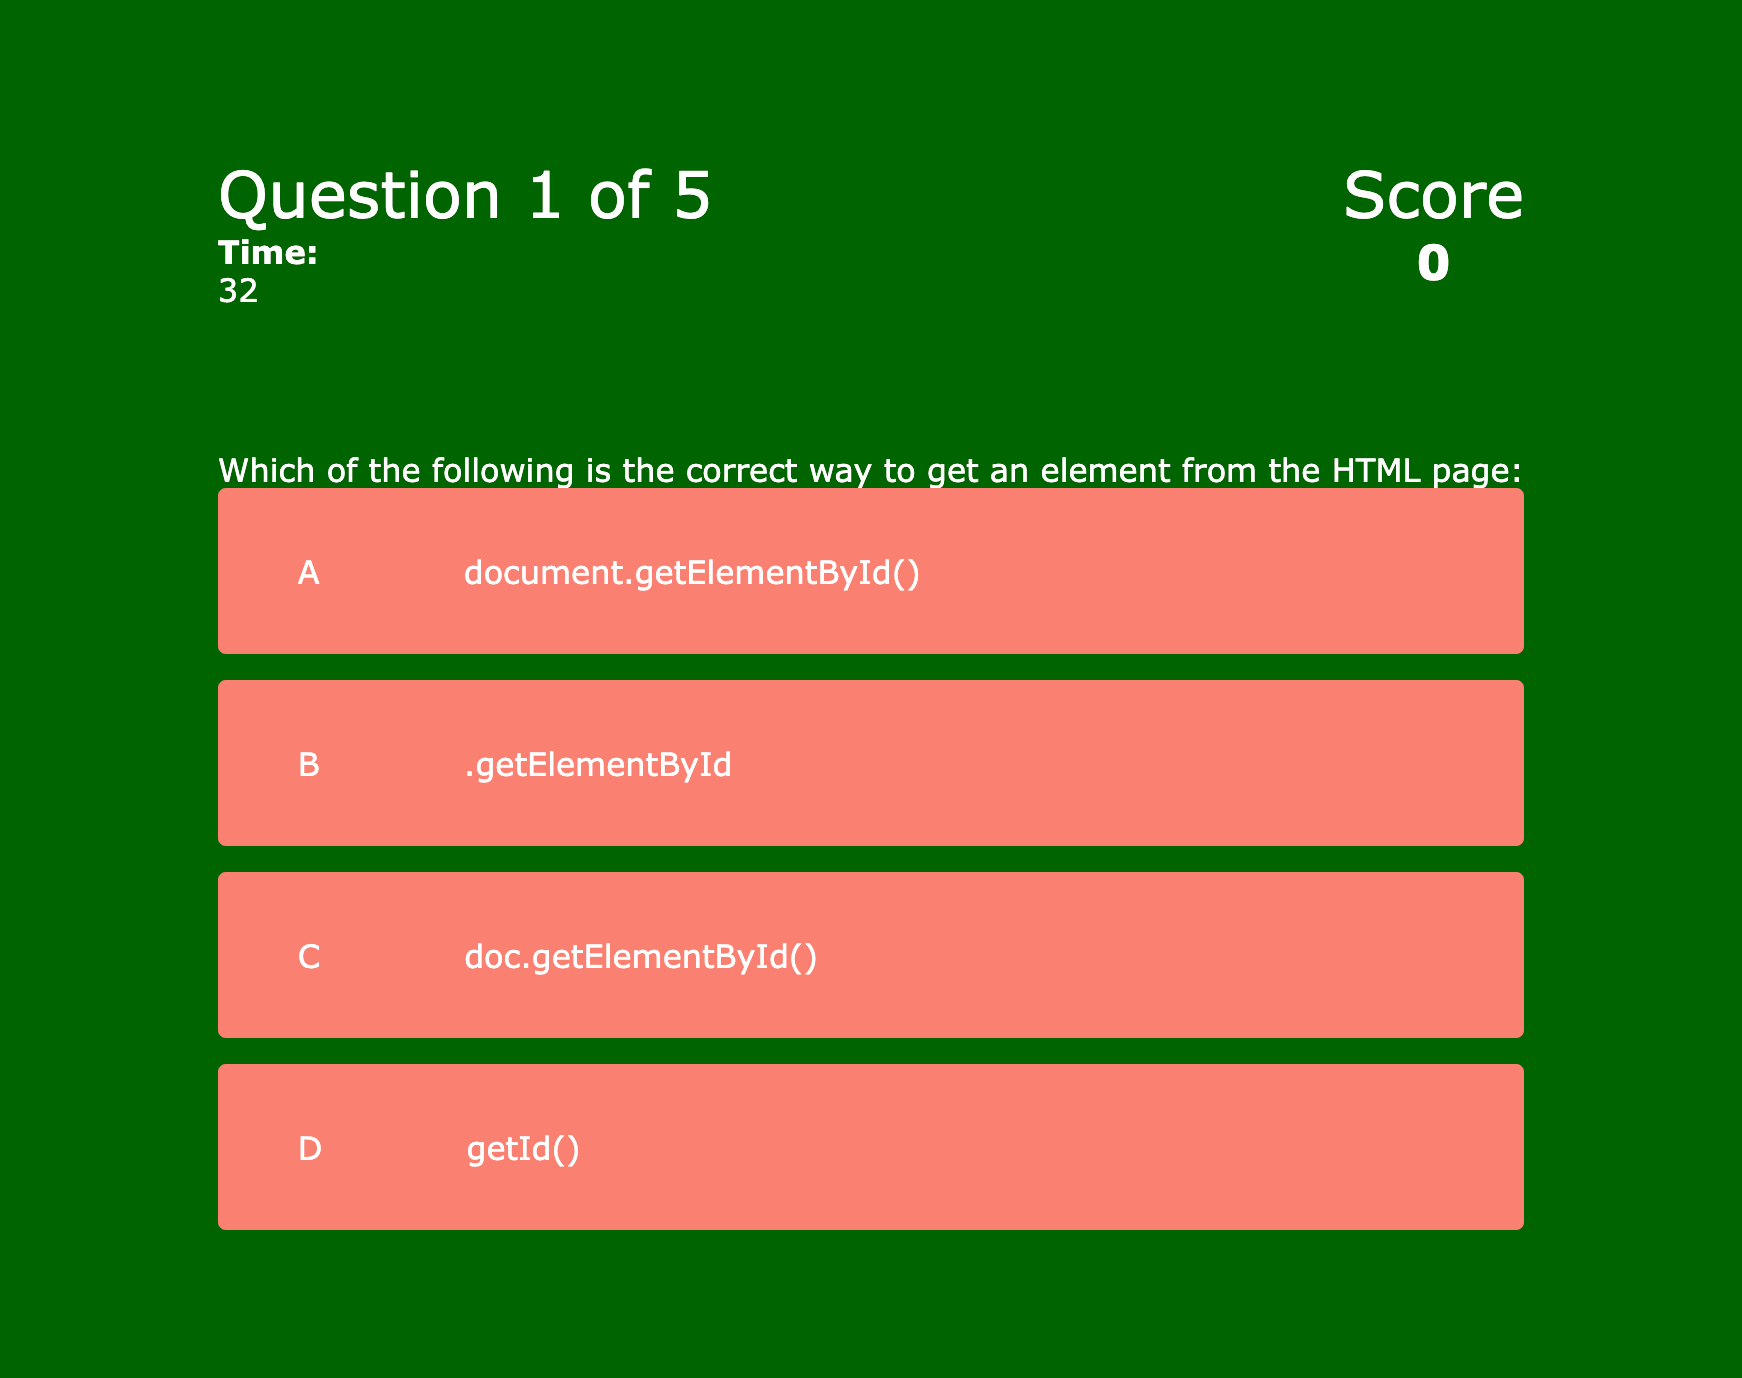 Question 1 of 5
Score
Time:
0
32
Which of the following is the correct way to get an element from the HTML page:
A document.getElementById()
B .getElementById
C doc.getElementById()
D getId()